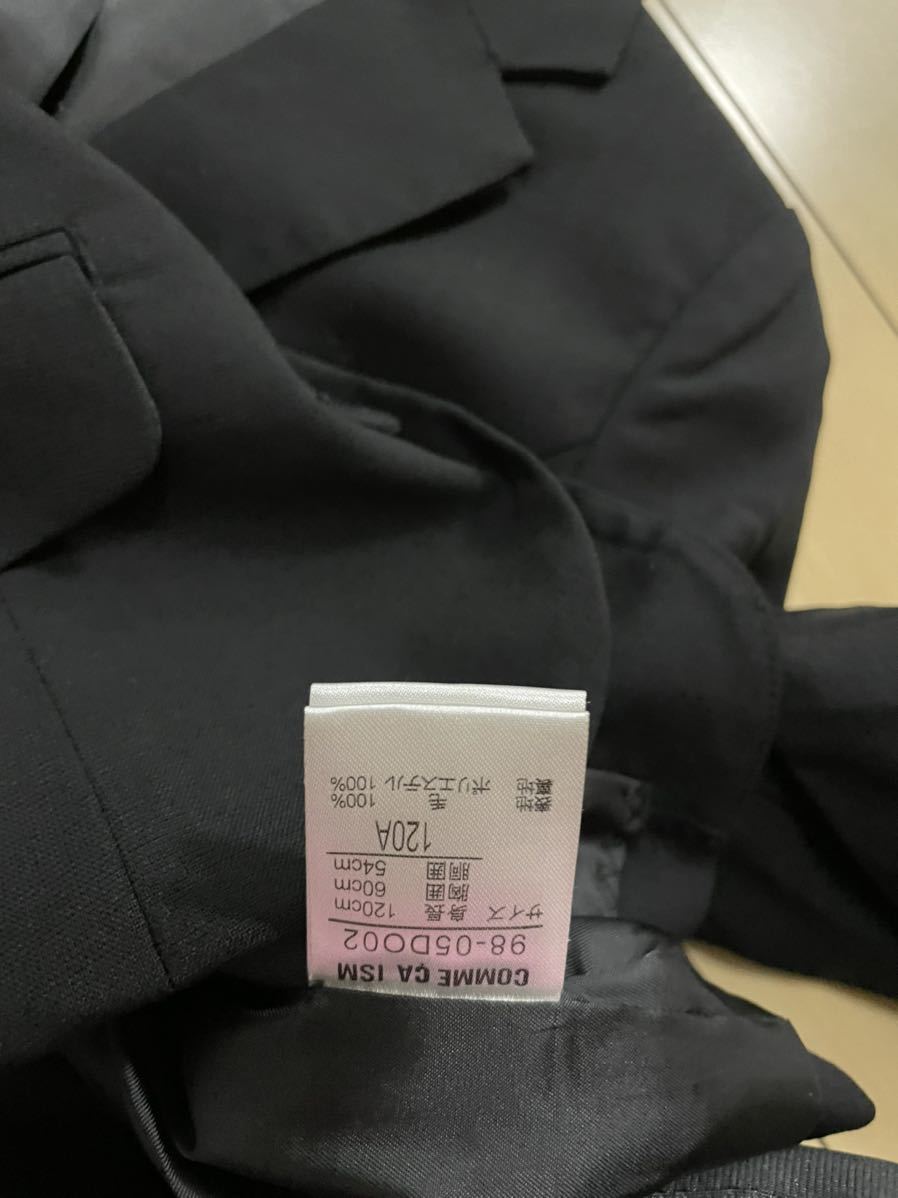 COMME ÇA ISM
98-05DO02
サイズ 身長 120cm
胸囲 60cm
胴囲 54cm
120A
表地 毛 100%
裏地 ポリエステル 100%